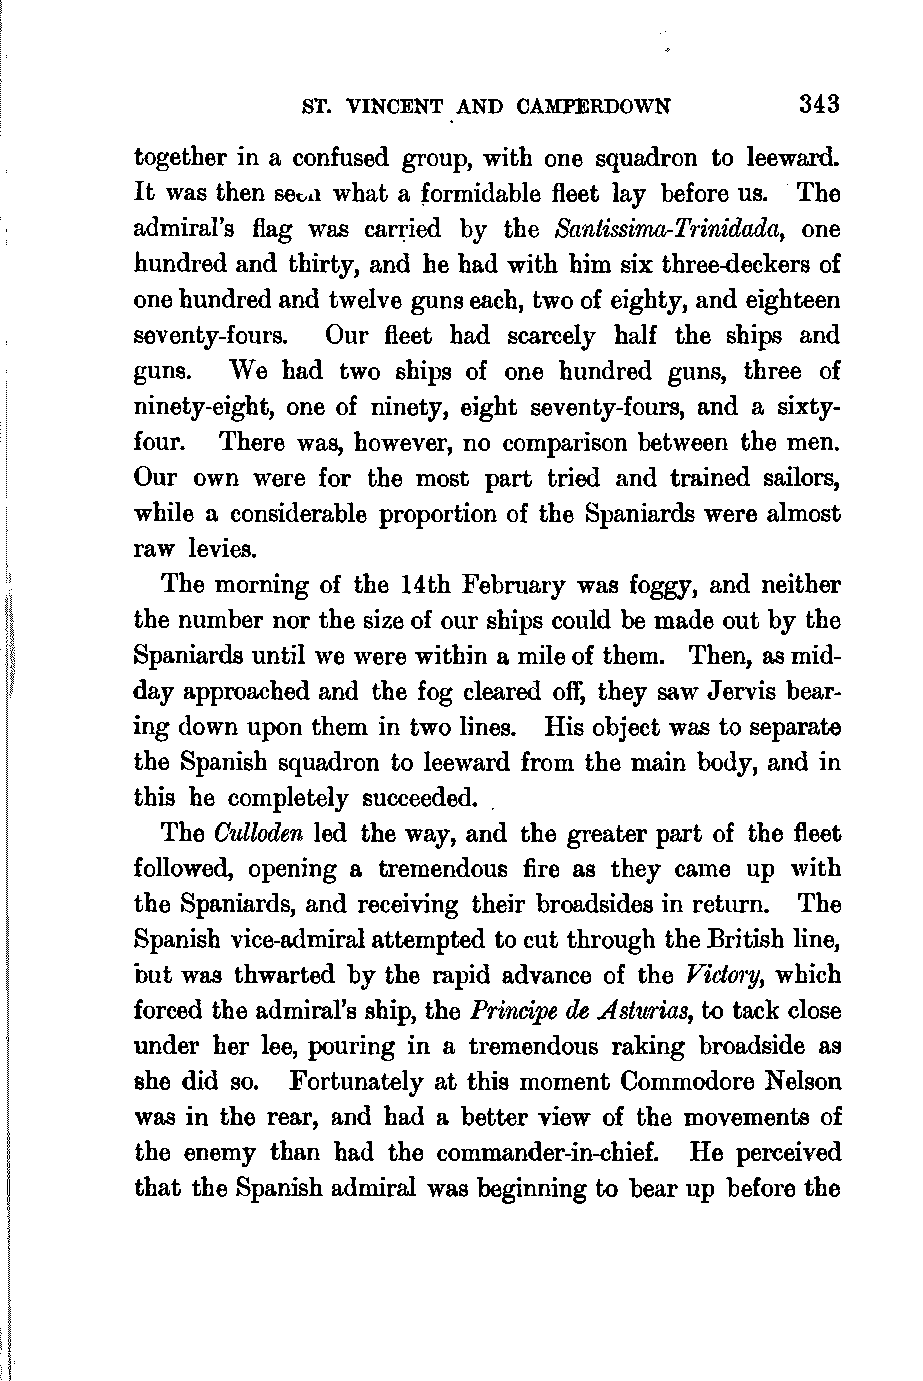 ST. VINCENT AND CAMPERDOWN 343
together in a confused group, with one squadron to leeward.
It was then seen what a formidable fleet lay before us. The
admiral's flag was carried by the Santissima-Trinidada, one
hundred and thirty, and he had with him six three-deckers of
one hundred and twelve guns each, two of eighty, and eighteen
seventy-fours. Our fleet had scarcely half the ships and
guns. We had two ships of one hundred guns, three of
ninety-eight, one of ninety, eight seventy-fours, and a sixty-
four. There was, however, no comparison between the men.
Our own were for the most part tried and trained sailors,
while a considerable proportion of the Spaniards were almost
raw levies.
The morning of the 14th February was foggy, and neither
the number nor the size of our ships could be made out by the
Spaniards until we were within a mile of them. Then, as mid-
day approached and the fog cleared off, they saw Jervis bear-
ing down upon them in two lines. His object was to separate
the Spanish squadron to leeward from the main body, and in
this he completely succeeded.
The Culloden led the way, and the greater part of the fleet
followed, opening a tremendous fire as they came up with
the Spaniards, and receiving their broadsides in return. The
Spanish vice-admiral attempted to cut through the British line,
but was thwarted by the rapid advance of the Victory, which
forced the admiral's ship, the Principe de Asturias, to tack close
under her lee, pouring in a tremendous raking broadside as
she did so. Fortunately at this moment Commodore Nelson
was in the rear, and had a better view of the movements of
the enemy than had the commander-in-chief. He perceived
that the Spanish admiral was beginning to bear up before the